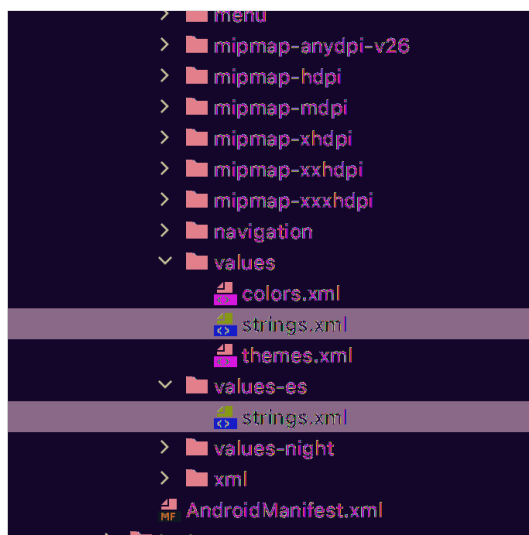 menu
mipmap-anydpi-v26
mipmap-hdpi
mipmap-mdpi
mipmap-xhdpi
mipmap-xxhdpi
mipmap-xxxhdpi
navigation
values
colors.xml
strings.xml
themes.xml
values-es
strings.xml
values-night
xml
MF AndroidManifest.xml